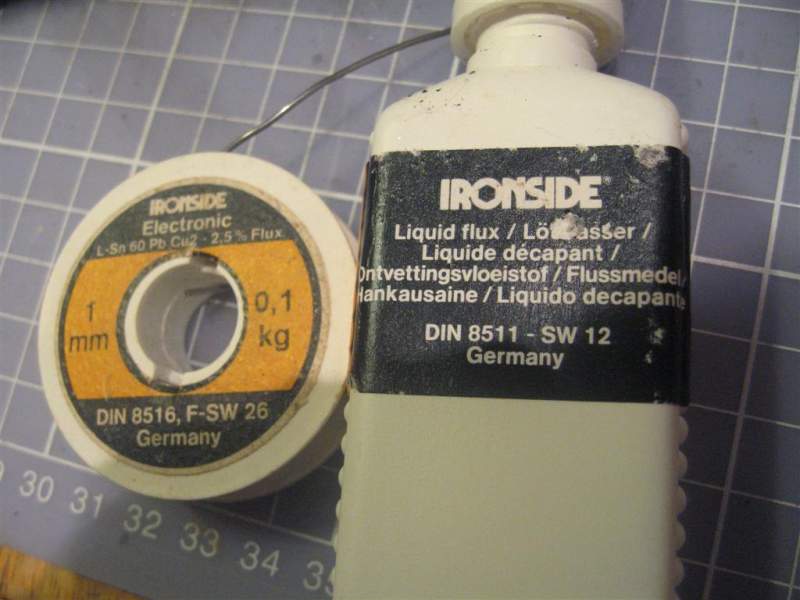 IRONSIDE
Electronic
L-Sn 60 Pb Cu2 - 2,5% Flux.
1
mm
0,1
kg
DIN 8516, F-SW 26
Germany
IRONSIDE
Liquid flux / Lötwasser /
Liquide décapant /
Ontvettingsvloeistof / Flussmedel/
Hankausaine / Liquido decapante
DIN 8511 - SW 12
Germany
30 31 32 33 34 35